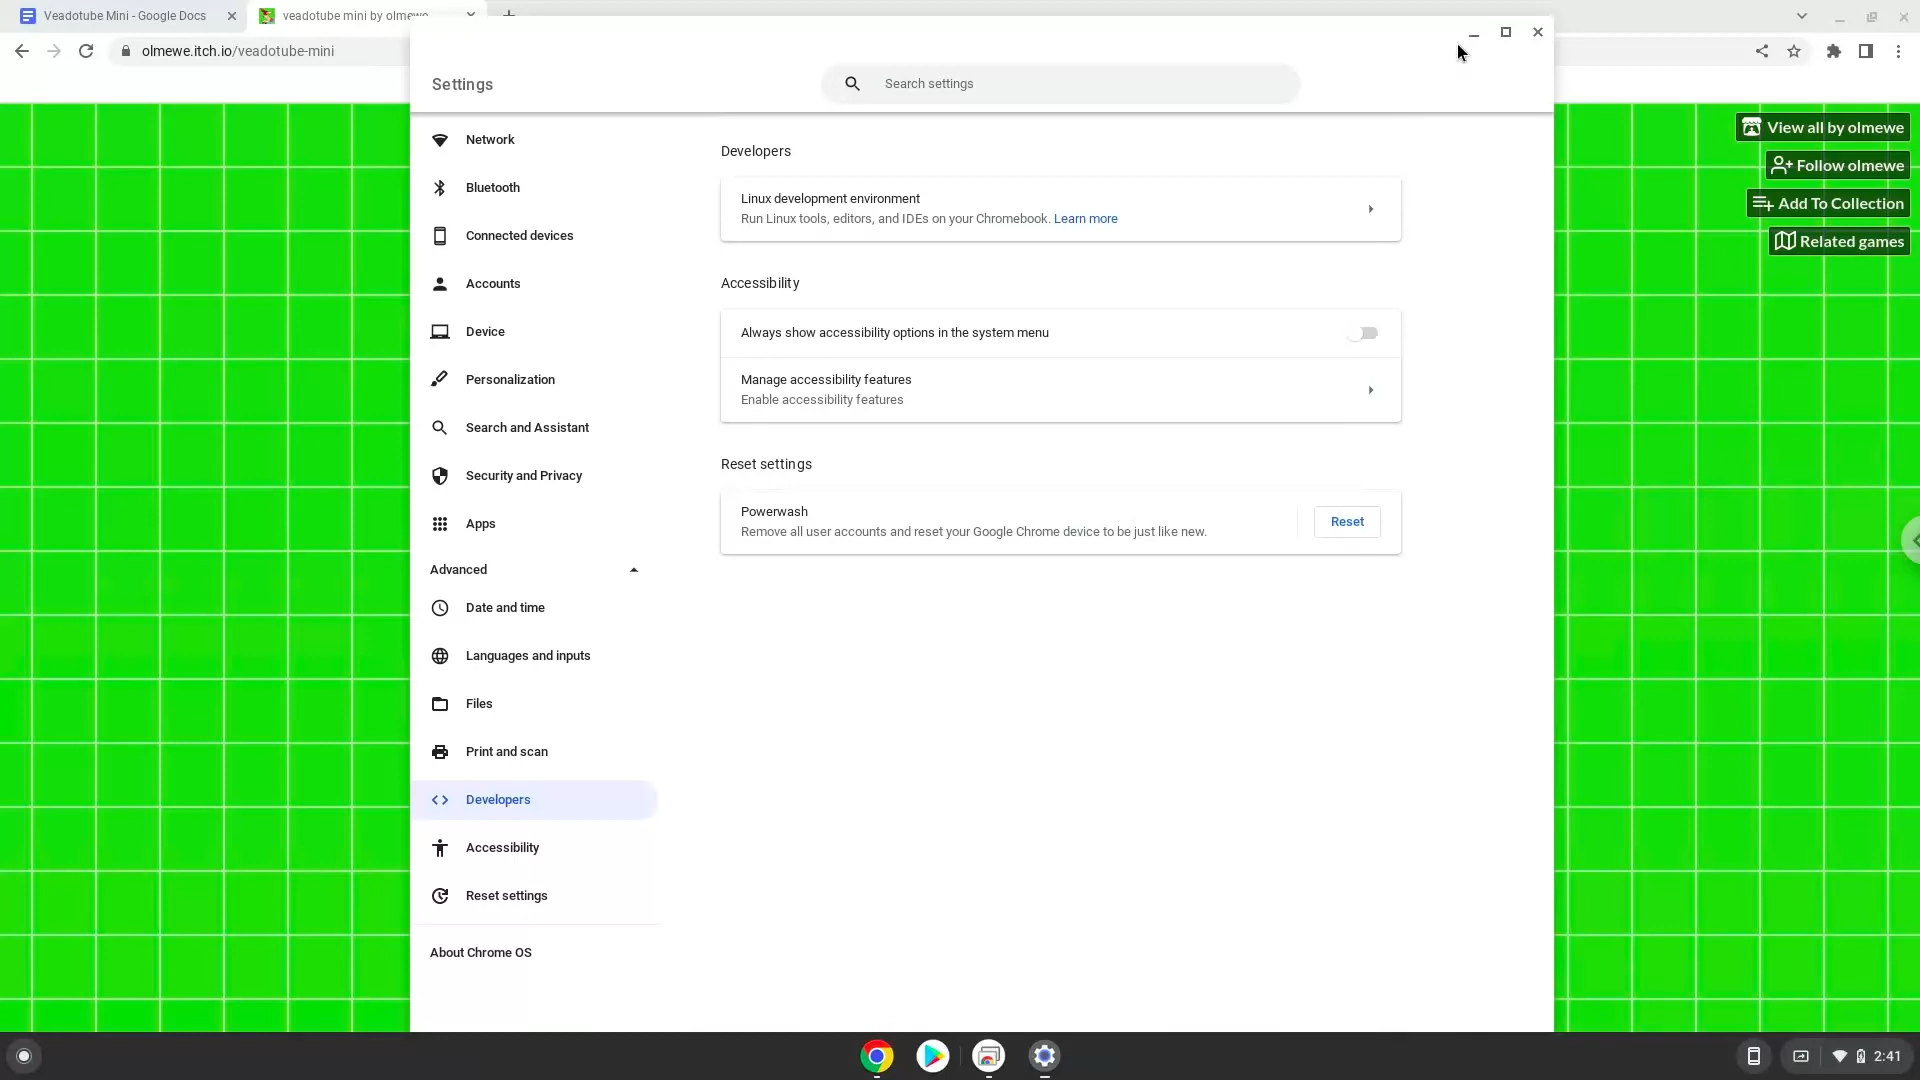 Veadotube Mini - Google Docs
veadotube mini by olmewe
olmewe.itch.io/veadotube-mini
Settings
Search settings
Network
Bluetooth
Connected devices
Accounts
Device
Personalization
Search and Assistant
Security and Privacy
Apps
Advanced
Date and time
Languages and inputs
Files
Print and scan
Developers
Accessibility
Reset settings
About Chrome OS
Developers
Linux development environment
Run Linux tools, editors, and IDEs on your Chromebook. Learn more
Accessibility
Always show accessibility options in the system menu
Manage accessibility features
Enable accessibility features
Reset settings
Powerwash
Remove all user accounts and reset your Google Chrome device to be just like new.
Reset
View all by olmewe
Follow olmewe
Add To Collection
Related games
2:41